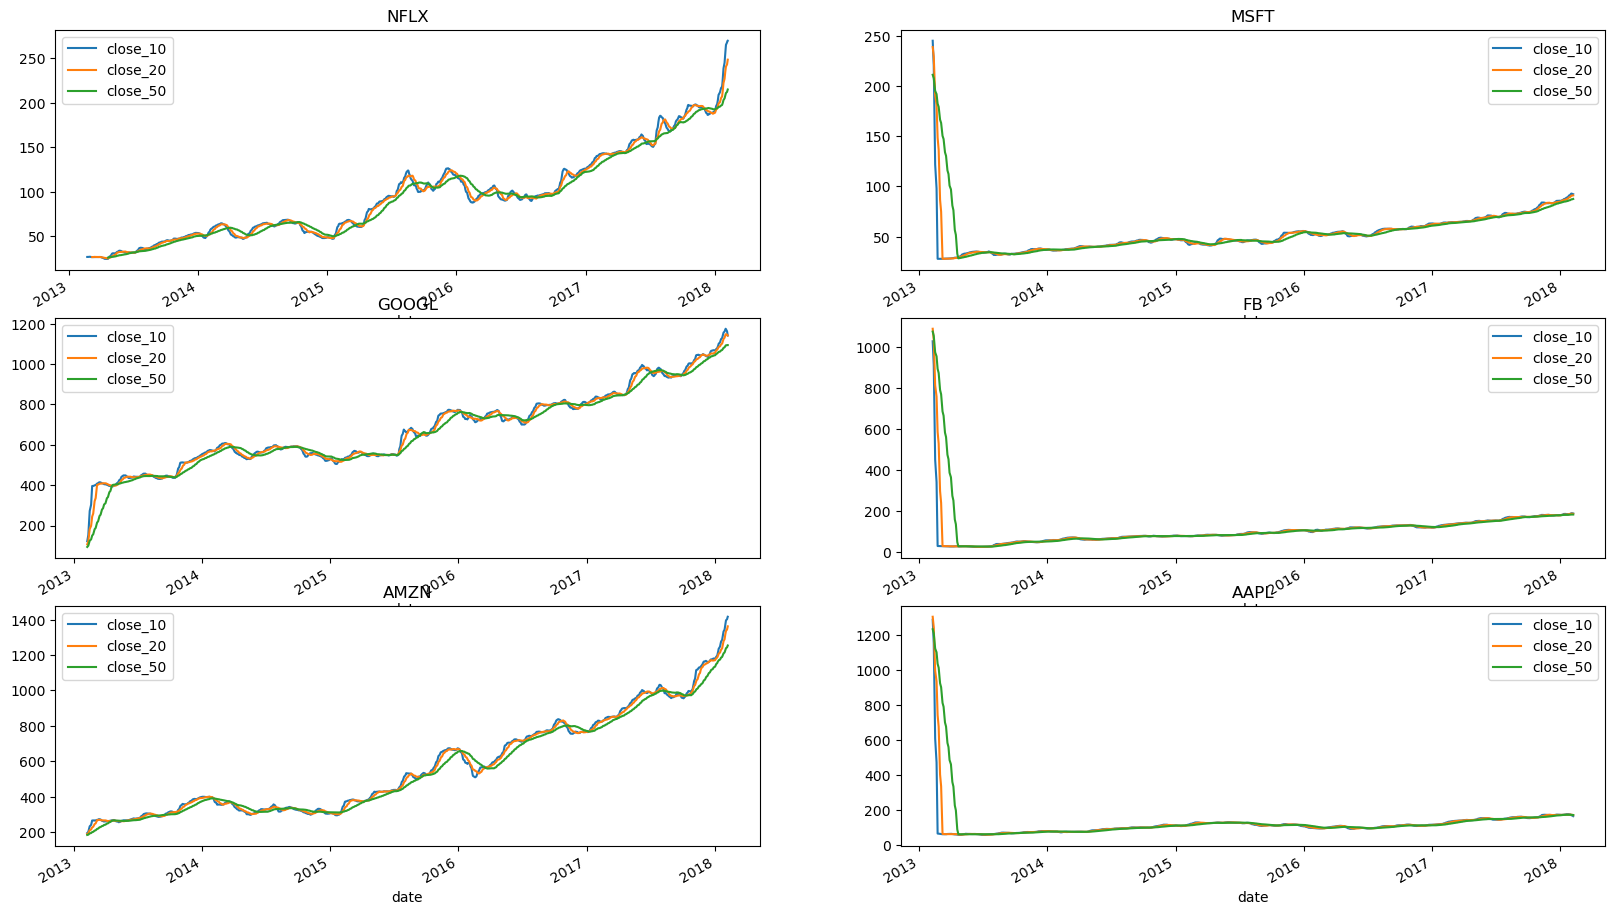 NFLX
close_10
close_20
close_50
250
200
150
100
50
2013
2014
2015
2016
2017
2018
MSFT
close_10
close_20
close_50
250
200
150
100
50
2013
2014
2015
2016
2017
2018
GOOGL
close_10
close_20
close_50
1200
1000
800
600
400
200
2013
2014
2015
2016
2017
2018
FB
close_10
close_20
close_50
1000
800
600
400
200
0
2013
2014
2015
2016
2017
2018
AMZN
close_10
close_20
close_50
1400
1200
1000
800
600
400
200
2013
2014
2015
2016
2017
2018
date
AAPL
close_10
close_20
close_50
1200
1000
800
600
400
200
0
2013
2014
2015
2016
2017
2018
date